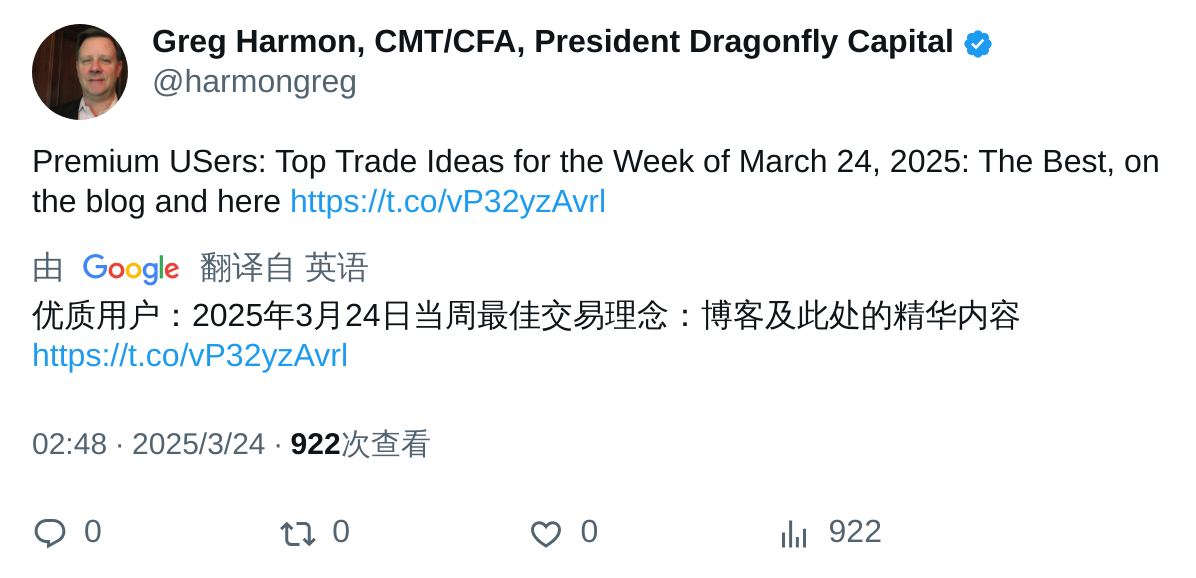 Greg Harmon, CMT/CFA, President Dragonfly Capital
@harmongreg
Premium USers: Top Trade Ideas for the Week of March 24, 2025: The Best, on
the blog and here https://t.co/vP32yzAvrl
由 Google 翻译自 英语
优质用户：2025年3月24日当周最佳交易理念：博客及此处的精华内容
https://t.co/vP32yzAvrl
02:48 · 2025/3/24 · 922次查看
0 0 0 922